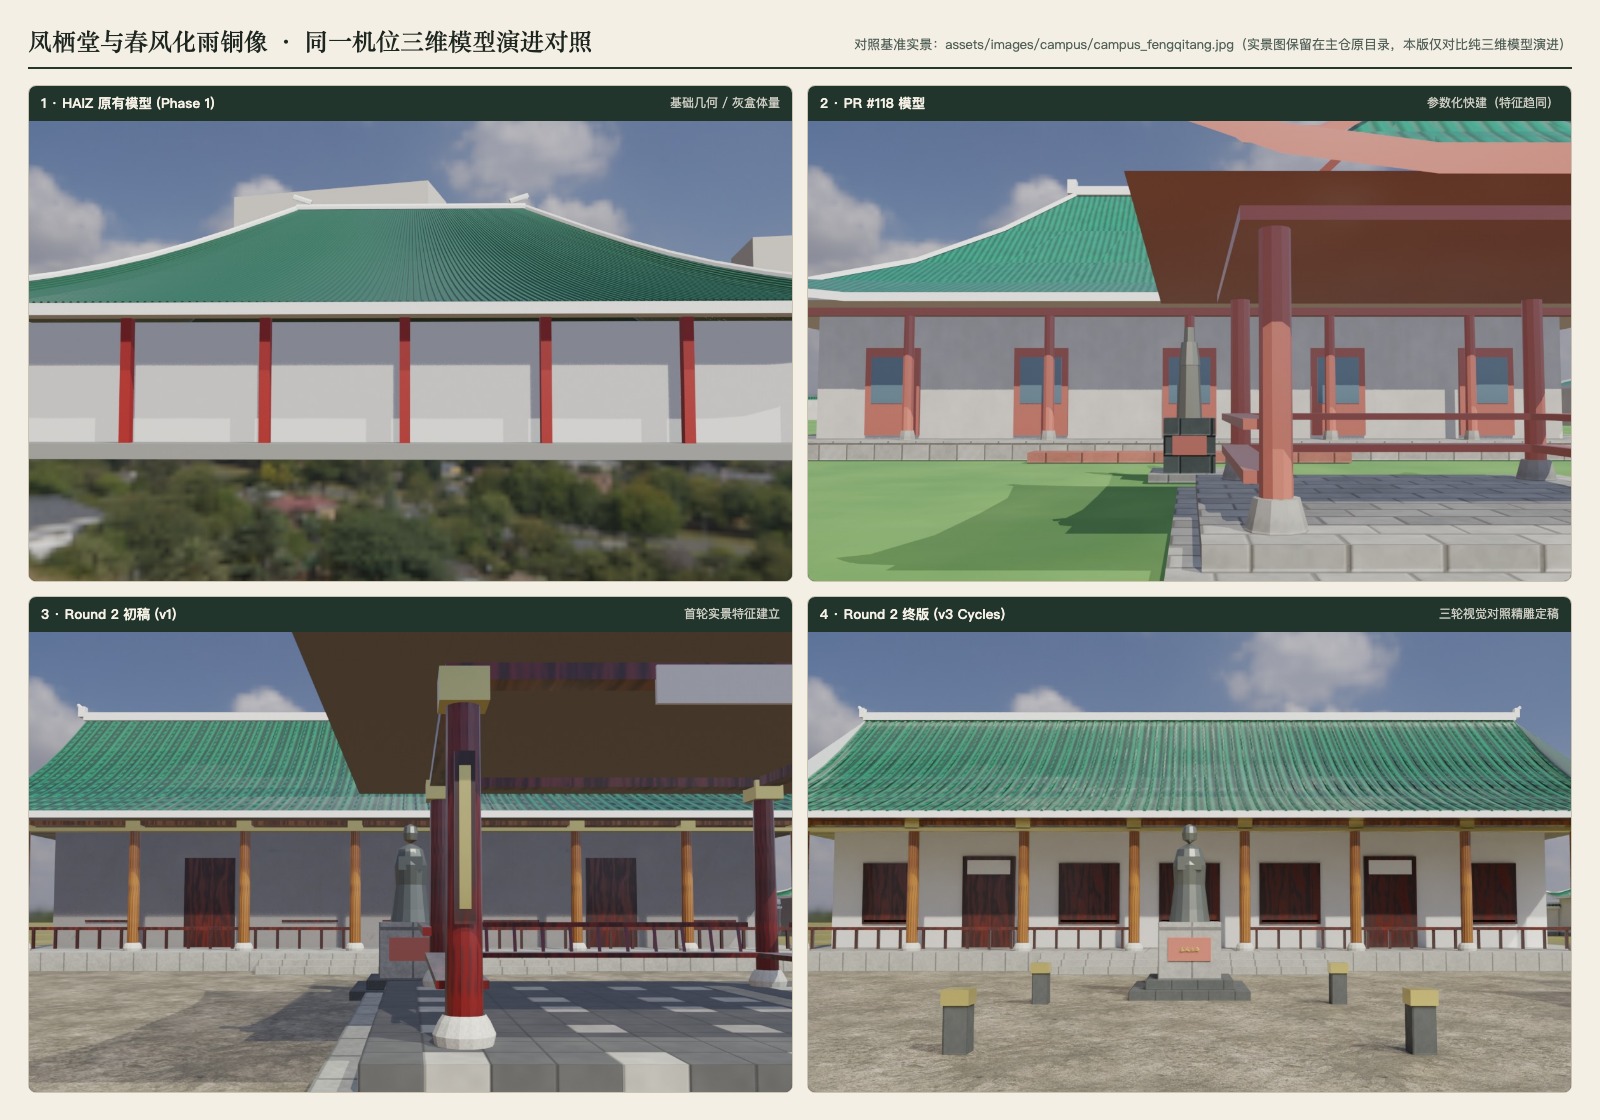 凤栖堂与春风化雨铜像 · 同一机位三维模型演进对照
对照基准实景：assets/images/campus/campus_fengqitang.jpg（实景图保留在主仓原目录，本版仅对比纯三维模型演进）
1 · HAIZ 原有模型 (Phase 1)
基础几何 / 灰盒体量
2 · PR #118 模型
参数化快建（特征趋同）
3 · Round 2 初稿 (v1)
首轮实景特征建立
4 · Round 2 终版 (v3 Cycles)
三轮视觉对照精雕定稿